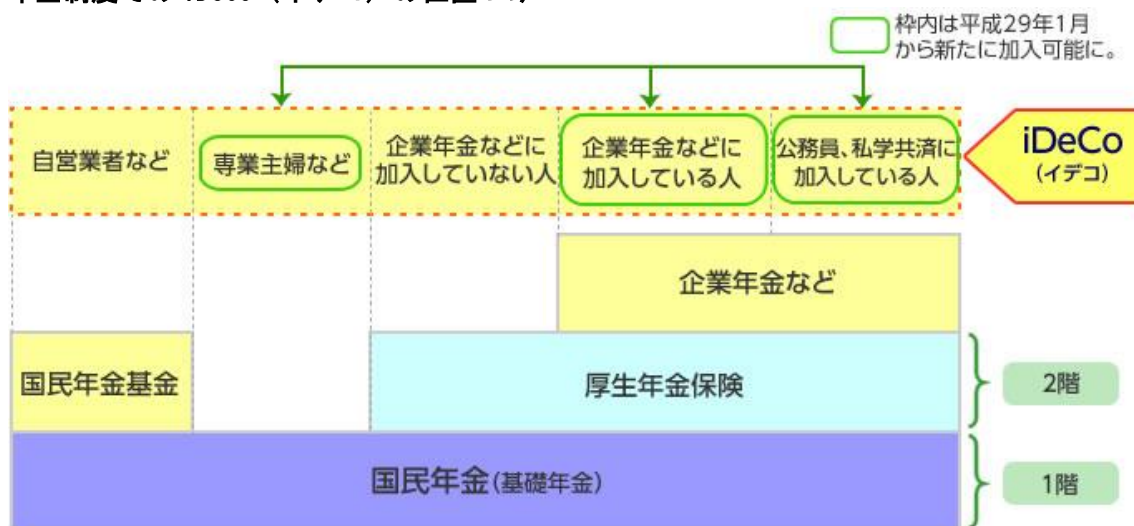 枠内は平成29年1月
から新たに加入可能に。
自営業者など
専業主婦など
企業年金などに
加入していない人
企業年金などに
加入している人
公務員、私学共済に
加入している人
iDeCo
(イデコ)
企業年金など
国民年金基金
厚生年金保険
2階
国民年金(基礎年金)
1階